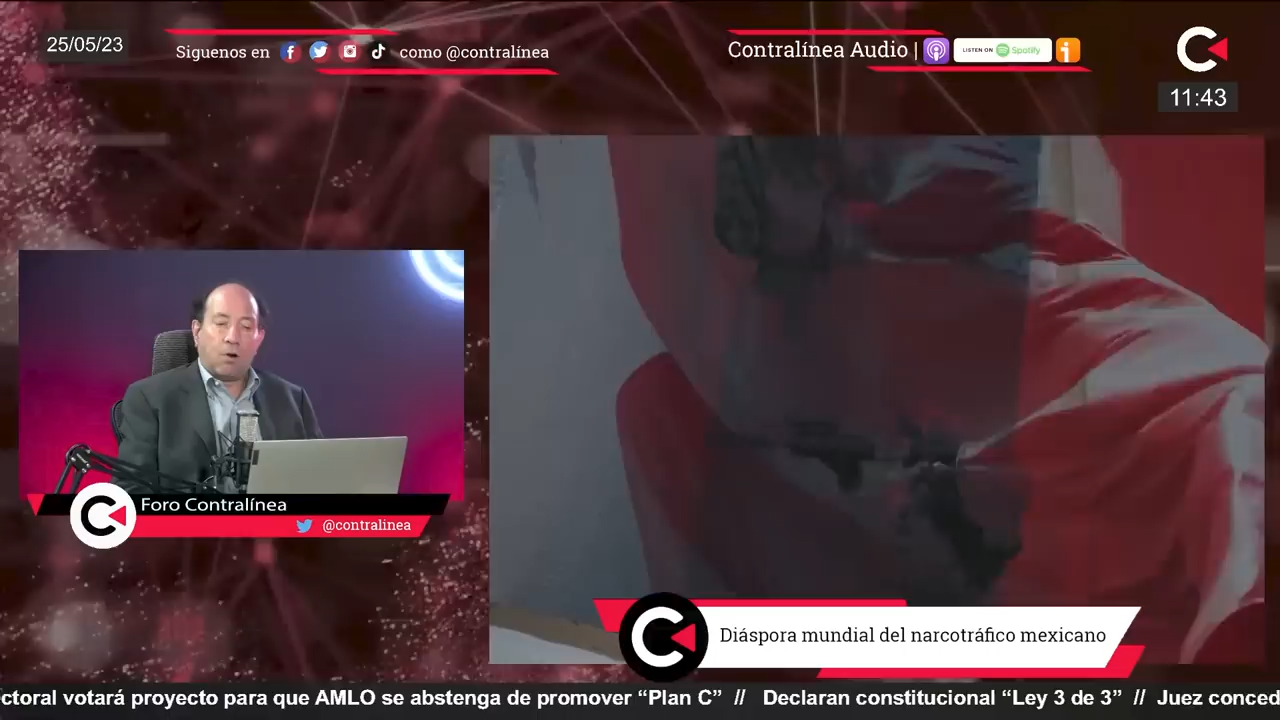 25/05/23
Siguenos en
como @contralínea
Contralínea Audio |
LISTEN ON Spotify
11:43
Foro Contralínea
@contralinea
Diáspora mundial del narcotráfico mexicano
ctoral votará proyecto para que AMLO se abstenga de promover “Plan C” // Declaran constitucional “Ley 3 de 3” // Juez conced